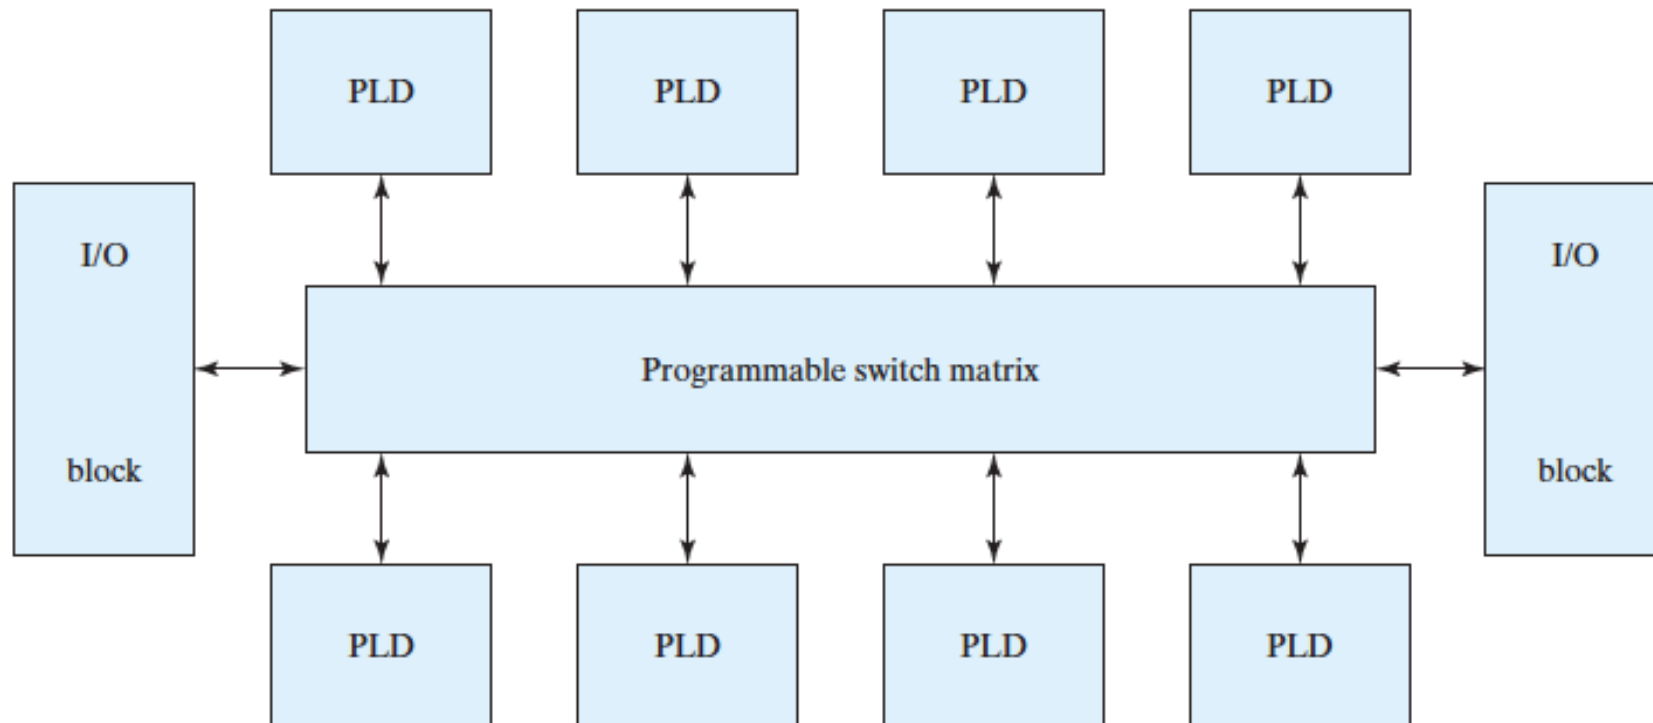 PLD PLD PLD PLD
I/O
block
Programmable switch matrix
I/O
block
PLD PLD PLD PLD